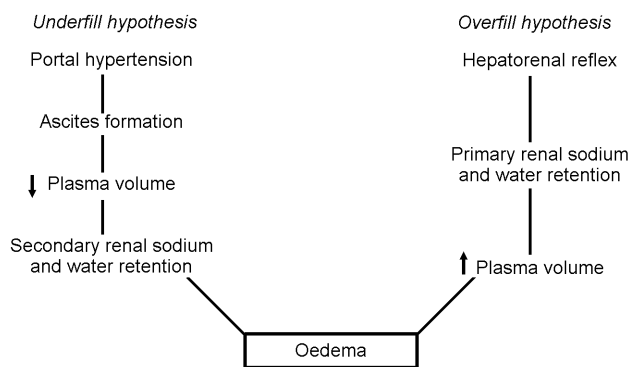 Underfill hypothesis
Portal hypertension
Ascites formation
Plasma volume
Secondary renal sodium
and water retention
Overfill hypothesis
Hepatorenal reflex
Primary renal sodium
and water retention
Plasma volume
Oedema